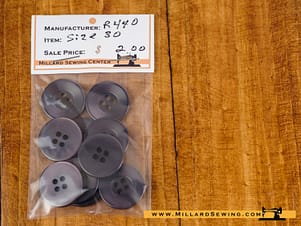 Manufacturer: R440
Item: Size 30
Sale Price: $ 2.00
Millard Sewing Center
www.MillardSewing.com